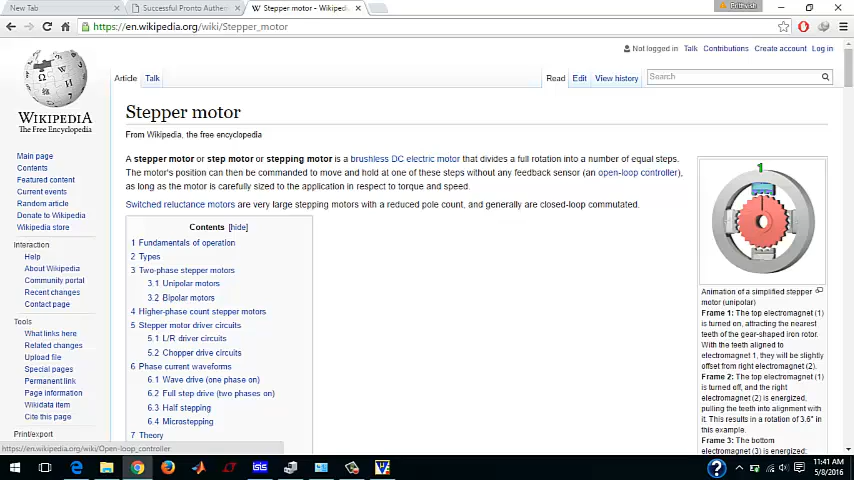 New Tab
Successful Pronto Authen
Stepper motor - Wikiped
Prithvish
https://en.wikipedia.org/wiki/Stepper_motor
Not logged in Talk Contributions Create account Log in
Article Talk Read Edit View history Search
WIKIPEDIA
The Free Encyclopedia
Main page
Contents
Featured content
Current events
Random article
Donate to Wikipedia
Wikipedia store
Interaction
Help
About Wikipedia
Community portal
Recent changes
Contact page
Tools
What links here
Related changes
Upload file
Special pages
Permanent link
Page information
Wikidata item
Cite this page
Print/export
Stepper motor
From Wikipedia, the free encyclopedia
A stepper motor or step motor or stepping motor is a brushless DC electric motor that divides a full rotation into a number of equal steps.
The motor's position can then be commanded to move and hold at one of these steps without any feedback sensor (an open-loop controller),
as long as the motor is carefully sized to the application in respect to torque and speed.
Switched reluctance motors are very large stepping motors with a reduced pole count, and generally are closed-loop commutated.
Contents [hide]
1 Fundamentals of operation
2 Types
3 Two-phase stepper motors
3.1 Unipolar motors
3.2 Bipolar motors
4 Higher-phase count stepper motors
5 Stepper motor driver circuits
5.1 L/R driver circuits
5.2 Chopper drive circuits
6 Phase current waveforms
6.1 Wave drive (one phase on)
6.2 Full step drive (two phases on)
6.3 Half stepping
6.4 Microstepping
7 Theory
1
Animation of a simplified stepper
motor (unipolar)
Frame 1: The top electromagnet (1)
is turned on, attracting the nearest
teeth of the gear-shaped iron rotor.
With the teeth aligned to
electromagnet 1, they will be slightly
offset from right electromagnet (2).
Frame 2: The top electromagnet (1)
is turned off, and the right
electromagnet (2) is energized,
pulling the teeth into alignment with
it. This results in a rotation of 3.6° in
this example.
Frame 3: The bottom
electromagnet (3) is energized;
https://en.wikipedia.org/wiki/Open-loop_controller
isis
11:41 AM
5/8/2016